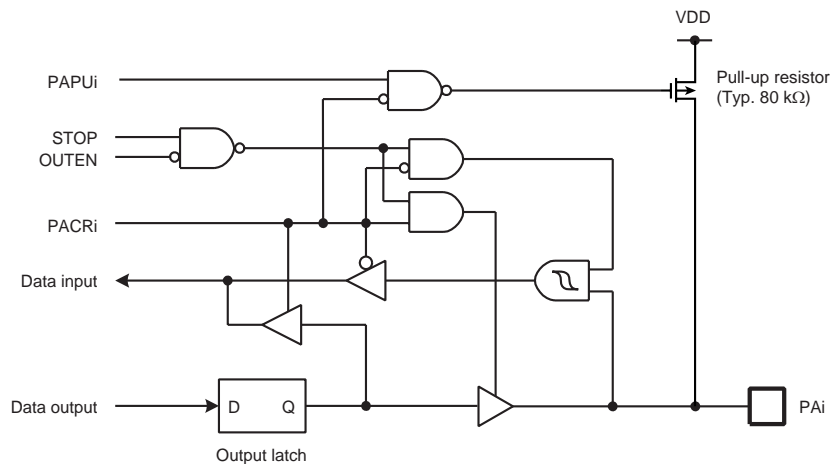 VDD
PAPUi
Pull-up resistor
(Typ. 80 kΩ)
STOP
OUTEN
PACRi
Data input
Data output
D
Q
PAi
Output latch